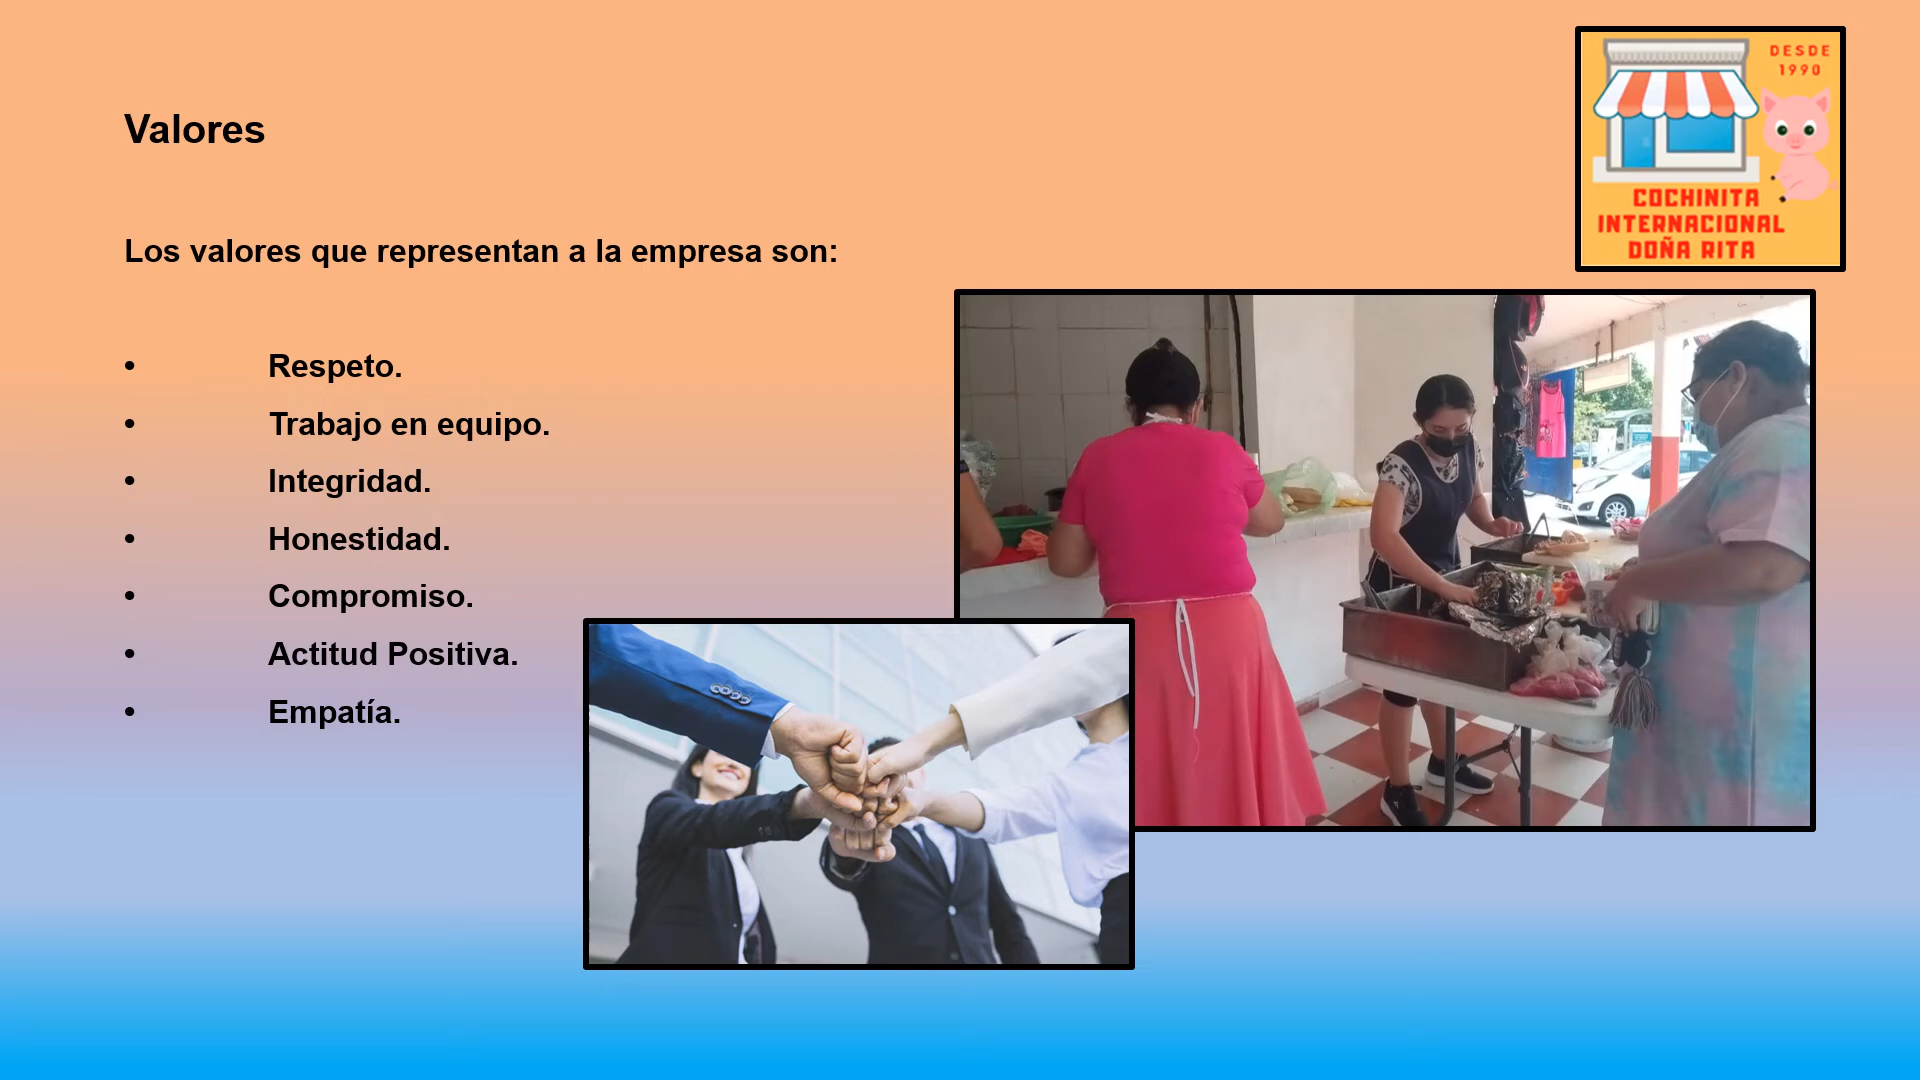 DESDE
1990
COCHINITA
INTERNACIONAL
DOÑA RITA
Valores
Los valores que representan a la empresa son:
• Respeto.
• Trabajo en equipo.
• Integridad.
• Honestidad.
• Compromiso.
• Actitud Positiva.
• Empatía.